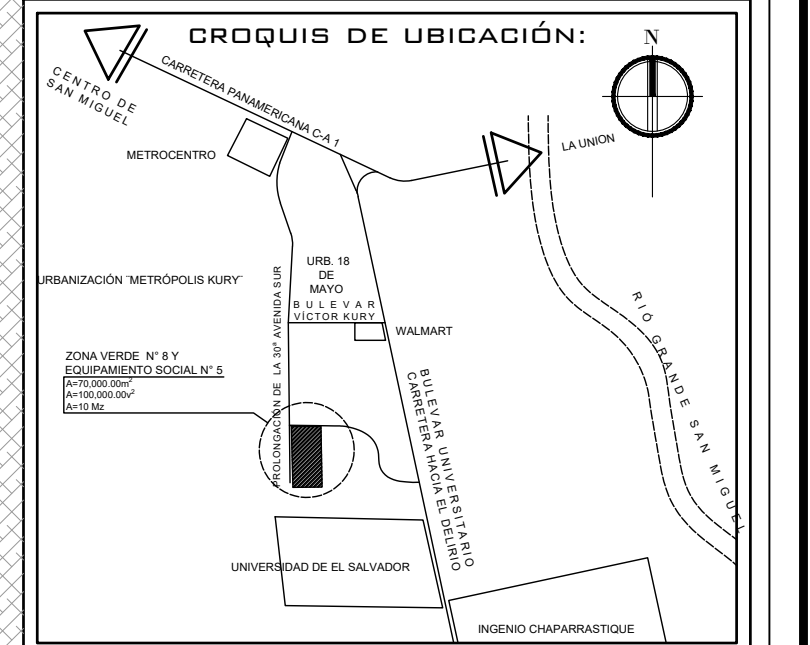 CROQUIS DE UBICACIÓN:
N
CENTRO DE
SAN MIGUEL
CARRETERA PANAMERICANA C-A 1
METROCENTRO
LA UNION
URB. 18
DE
MAYO
URBANIZACIÓN ¨METRÓPOLIS KURY¨
BULEVAR
VÍCTOR KURY
WALMART
PROLONGACIÓN DE LA 30ª AVENIDA SUR
RIÓ GRANDE SAN MIGUEL
ZONA VERDE N° 8 Y
EQUIPAMIENTO SOCIAL N° 5
A=70,000.00m²
A=100,000.00v²
A=10 Mz
BULEVAR UNIVERSITARIO
CARRETERA HACIA EL DELIRIO
UNIVERSIDAD DE EL SALVADOR
INGENIO CHAPARRASTIQUE